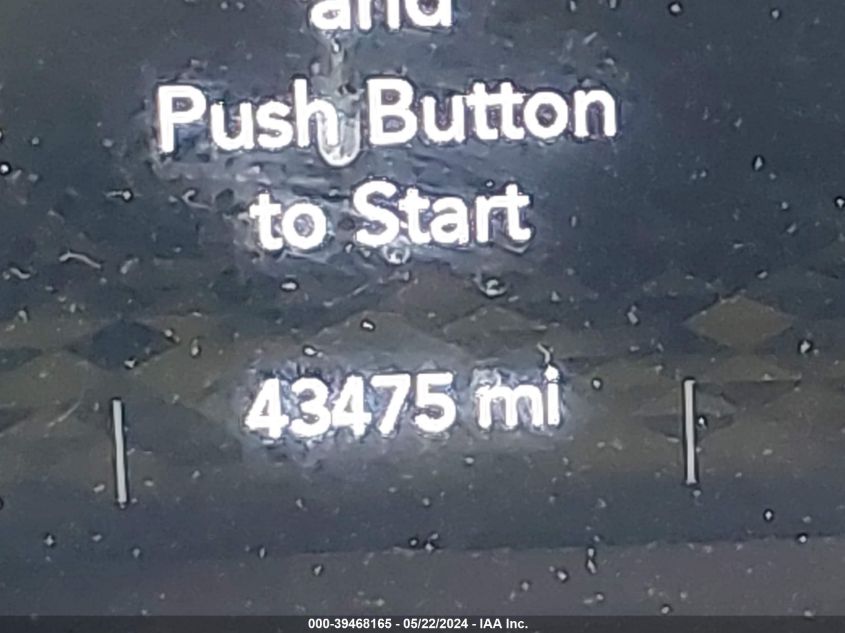 and
Push Button
to Start
43475 mi
000-39468165 - 05/22/2024 - IAA Inc.